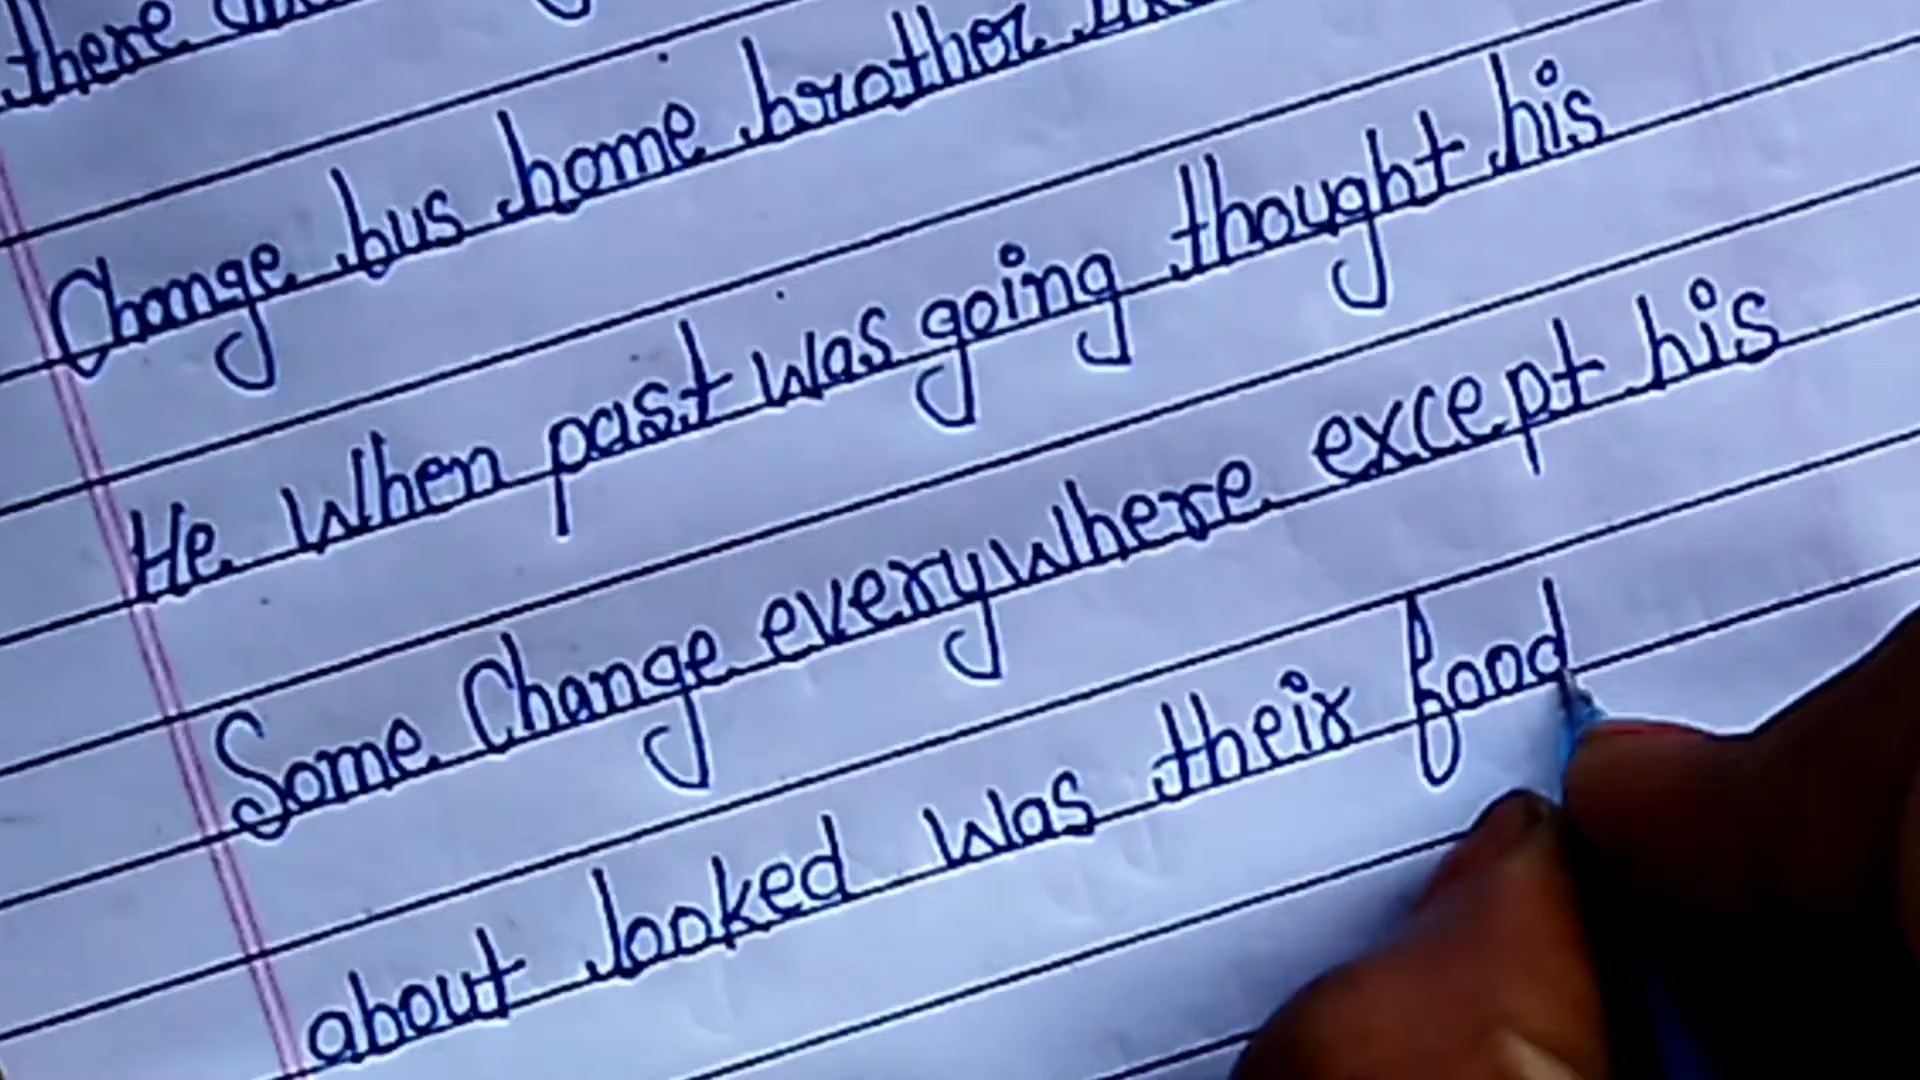 there
Change bus home brother
He When past was going thought his
Some Change everywhere except his
about looked was their food